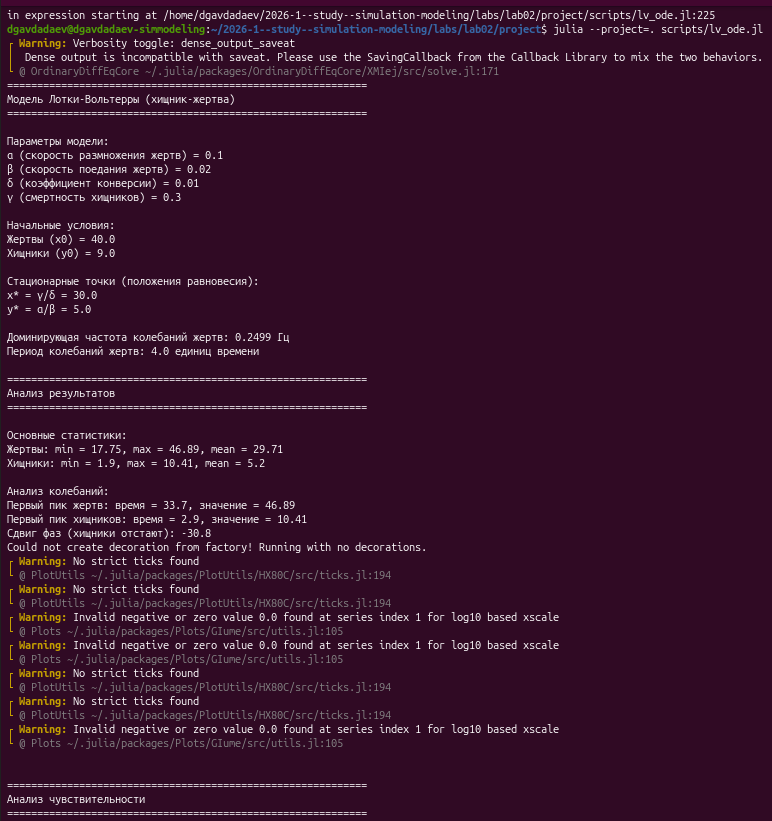 in expression starting at /home/dgavdadaev/2026-1--study--simulation-modeling/labs/lab02/project/scripts/lv_ode.jl:225
dgavdadaev@dgavdadaev-simmodeling:~/2026-1--study--simulation-modeling/labs/lab02/project$ julia --project=. scripts/lv_ode.jl
┌ Warning: Verbosity toggle: dense_output_saveat
│  Dense output is incompatible with saveat. Please use the SavingCallback from the Callback Library to mix the two behaviors.
└ @ OrdinaryDiffEqCore ~/.julia/packages/OrdinaryDiffEqCore/XMIej/src/solve.jl:171
============================================================
Модель Лотки-Вольтерры (хищник-жертва)
============================================================
Параметры модели:
α (скорость размножения жертв) = 0.1
β (скорость поедания жертв) = 0.02
δ (коэффициент конверсии) = 0.01
γ (смертность хищников) = 0.3
Начальные условия:
Жертвы (x0) = 40.0
Хищники (y0) = 9.0
Стационарные точки (положения равновесия):
x* = γ/δ = 30.0
y* = α/β = 5.0
Доминирующая частота колебаний жертв: 0.2499 Гц
Период колебаний жертв: 4.0 единиц времени
============================================================
Анализ результатов
============================================================
Основные статистики:
Жертвы: min = 17.75, max = 46.89, mean = 29.71
Хищники: min = 1.9, max = 10.41, mean = 5.2
Анализ колебаний:
Первый пик жертв: время = 33.7, значение = 46.89
Первый пик хищников: время = 2.9, значение = 10.41
Сдвиг фаз (хищники отстают): -30.8
Could not create decoration from factory! Running with no decorations.
┌ Warning: No strict ticks found
└ @ PlotUtils ~/.julia/packages/PlotUtils/HX80C/src/ticks.jl:194
┌ Warning: No strict ticks found
└ @ PlotUtils ~/.julia/packages/PlotUtils/HX80C/src/ticks.jl:194
┌ Warning: Invalid negative or zero value 0.0 found at series index 1 for log10 based xscale
└ @ Plots ~/.julia/packages/Plots/GIume/src/utils.jl:105
┌ Warning: Invalid negative or zero value 0.0 found at series index 1 for log10 based xscale
└ @ Plots ~/.julia/packages/Plots/GIume/src/utils.jl:105
┌ Warning: No strict ticks found
└ @ PlotUtils ~/.julia/packages/PlotUtils/HX80C/src/ticks.jl:194
┌ Warning: No strict ticks found
└ @ PlotUtils ~/.julia/packages/PlotUtils/HX80C/src/ticks.jl:194
┌ Warning: Invalid negative or zero value 0.0 found at series index 1 for log10 based xscale
└ @ Plots ~/.julia/packages/Plots/GIume/src/utils.jl:105
============================================================
Анализ чувствительности
============================================================